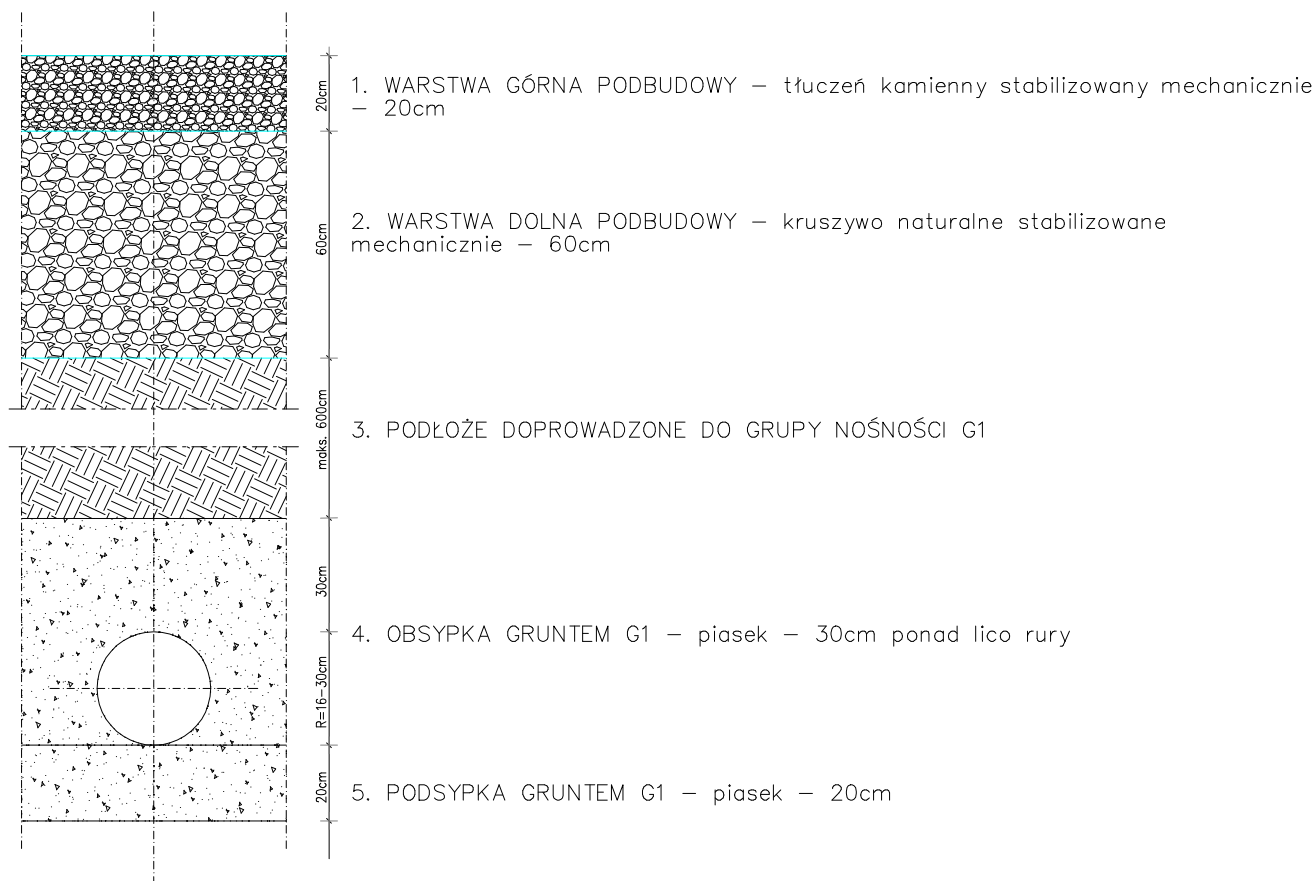 20cm
1. WARSTWA GÓRNA PODBUDOWY – tłuczeń kamienny stabilizowany mechanicznie
– 20cm
60cm
2. WARSTWA DOLNA PODBUDOWY – kruszywo naturalne stabilizowane
mechanicznie – 60cm
maks. 600cm
3. PODŁOŻE DOPROWADZONE DO GRUPY NOŚNOŚCI G1
30cm
4. OBSYPKA GRUNTEM G1 – piasek – 30cm ponad lico rury
R=16–30cm
20cm
5. PODSYPKA GRUNTEM G1 – piasek – 20cm